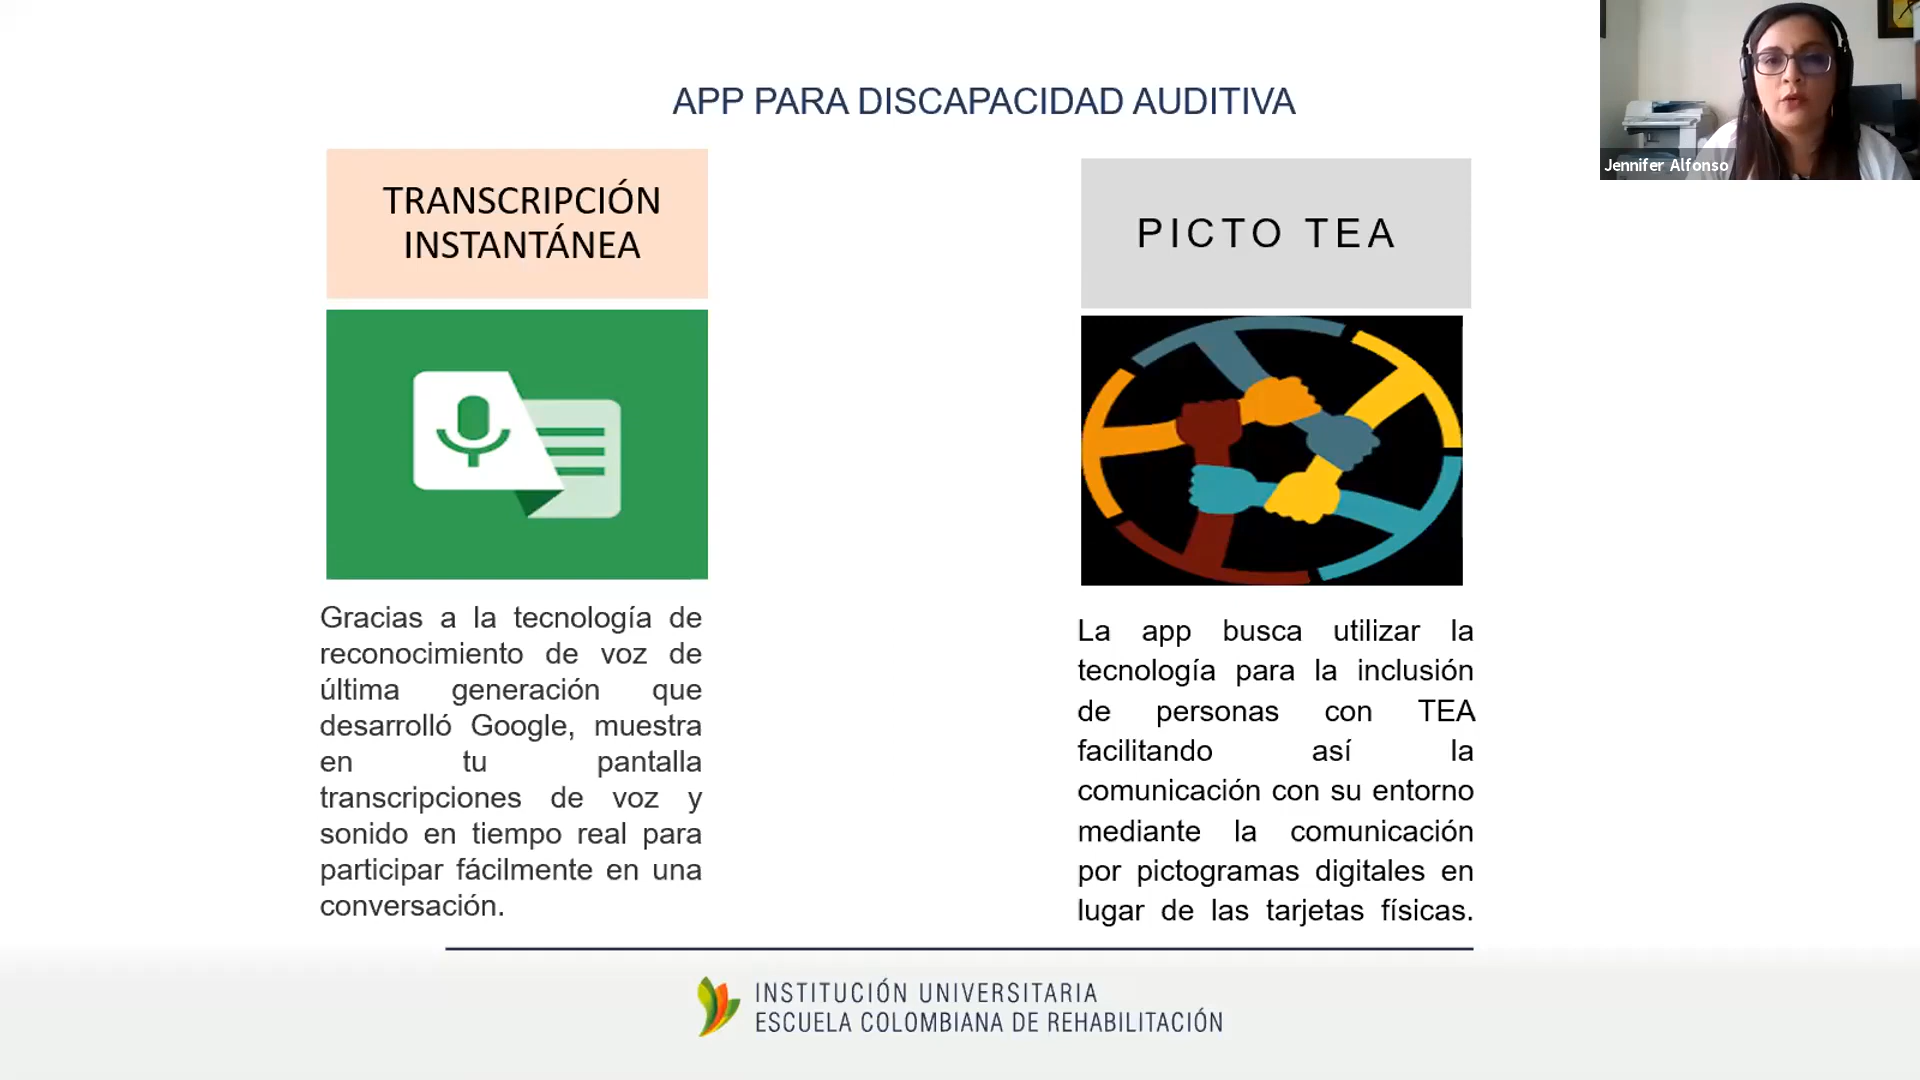 APP PARA DISCAPACIDAD AUDITIVA
Jennifer Alfonso
TRANSCRIPCIÓN
INSTANTÁNEA
Gracias a la tecnología de
reconocimiento de voz de
última generación que
desarrolló Google, muestra
en tu pantalla
transcripciones de voz y
sonido en tiempo real para
participar fácilmente en una
conversación.
PICTO TEA
La app busca utilizar la
tecnología para la inclusión
de personas con TEA
facilitando así la
comunicación con su entorno
mediante la comunicación
por pictogramas digitales en
lugar de las tarjetas físicas.
INSTITUCIÓN UNIVERSITARIA
ESCUELA COLOMBIANA DE REHABILITACIÓN